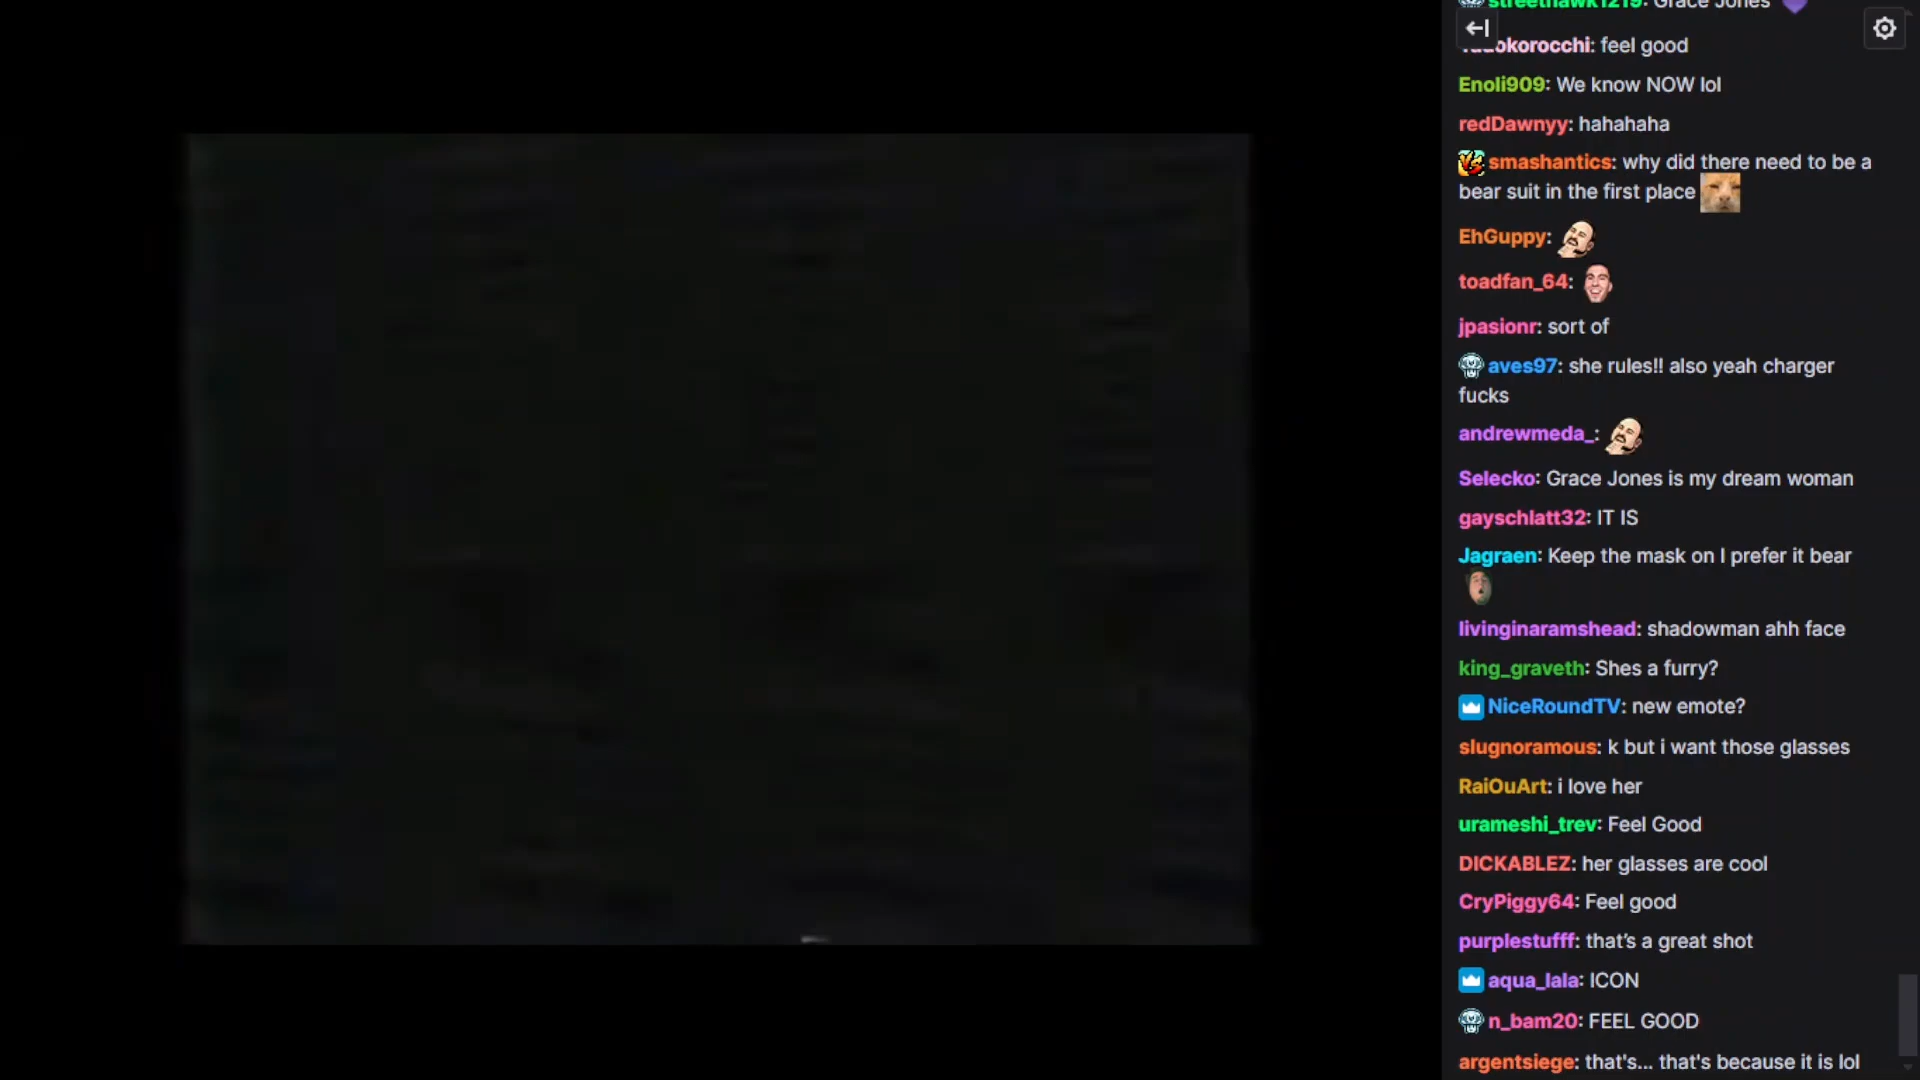 streethawk1219: Grace Jones
okorocchi: feel good
Enoli909: We know NOW lol
redDawnyy: hahahaha
smashantics: why did there need to be a
bear suit in the first place
EhGuppy:
toadfan_64:
jpasionr: sort of
aves97: she rules!! also yeah charger
fucks
andrewmeda_:
Selecko: Grace Jones is my dream woman
gayschlatt32: IT IS
Jagraen: Keep the mask on I prefer it bear
livinginaramshead: shadowman ahh face
king_graveth: Shes a furry?
NiceRoundTV: new emote?
slugnoramous: k but i want those glasses
RaiOuArt: i love her
urameshi_trev: Feel Good
DICKABLEZ: her glasses are cool
CryPiggy64: Feel good
purplestufff: that's a great shot
aqua_lala: ICON
n_bam20: FEEL GOOD
argentsiege: that's... that's because it is lol